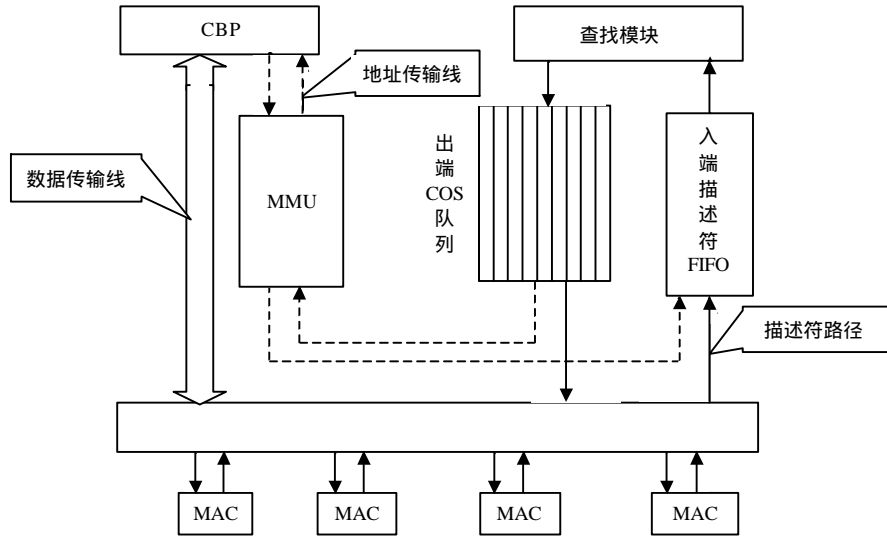 CBP
查找模块
地址传输线
数据传输线
MMU
出
端
COS
队
列
入
端
描
述
符
FIFO
描述符路径
MAC
MAC
MAC
MAC